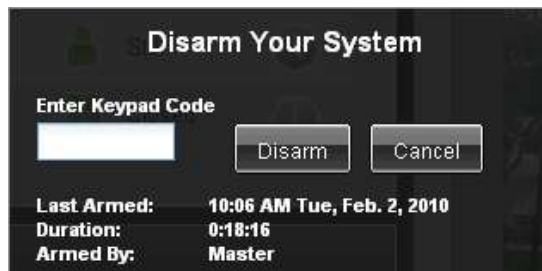 Disarm Your System
Enter Keypad Code
Disarm Cancel
Last Armed: 10:06 AM Tue, Feb. 2, 2010
Duration: 0:18:16
Armed By: Master